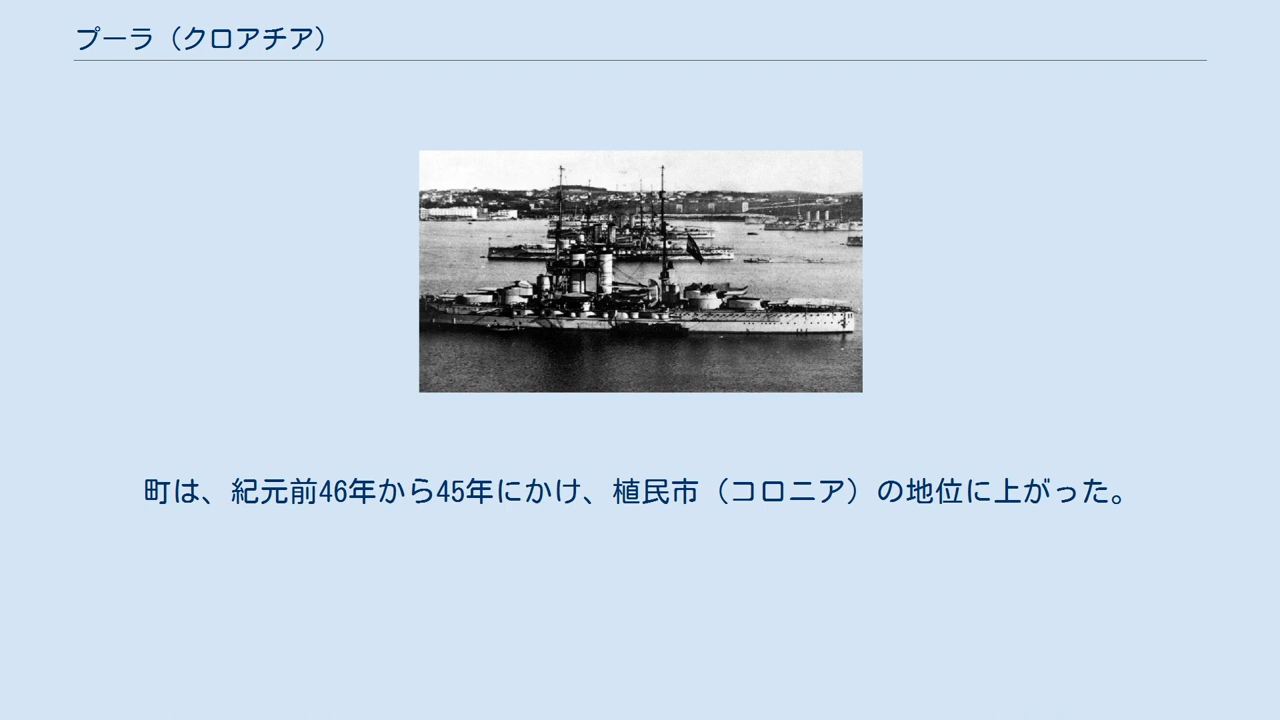 プーラ（クロアチア）
町は、紀元前46年から45年にかけ、植民市（コロニア）の地位に上がった。